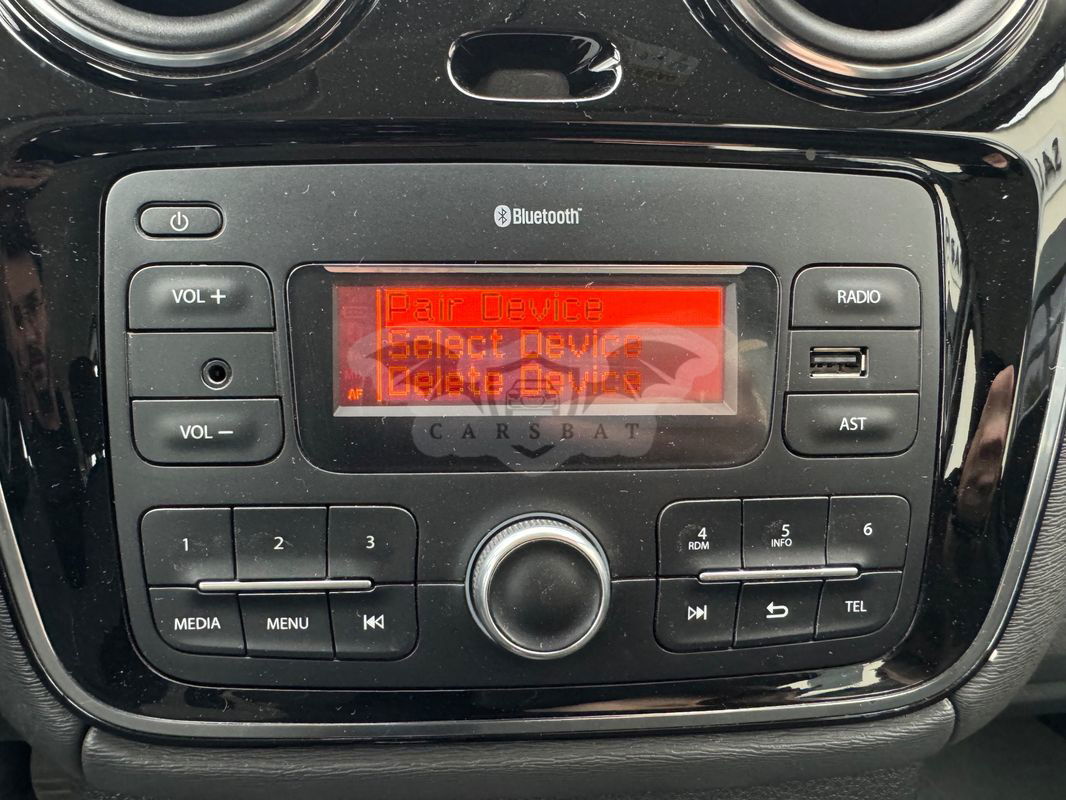 Bluetooth™
VOL +
RADIO
Pair Device
Select Device
Delete Device
AF
VOL –
AST
CARSBAT
1
2
3
4
RDM
5
INFO
6
MEDIA
MENU
TEL